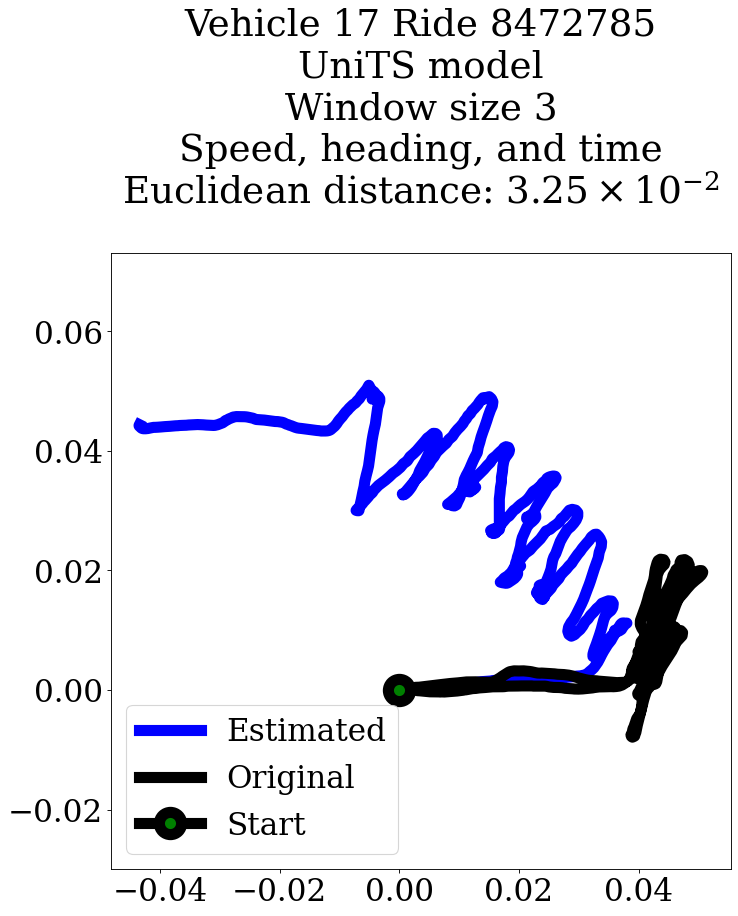 Vehicle 17 Ride 8472785
UniTS model
Window size 3
Speed, heading, and time
Euclidean distance: 3.25 × 10⁻²
0.06
0.04
0.02
0.00
−0.02
Estimated
Original
Start
−0.04 −0.02 0.00 0.02 0.04